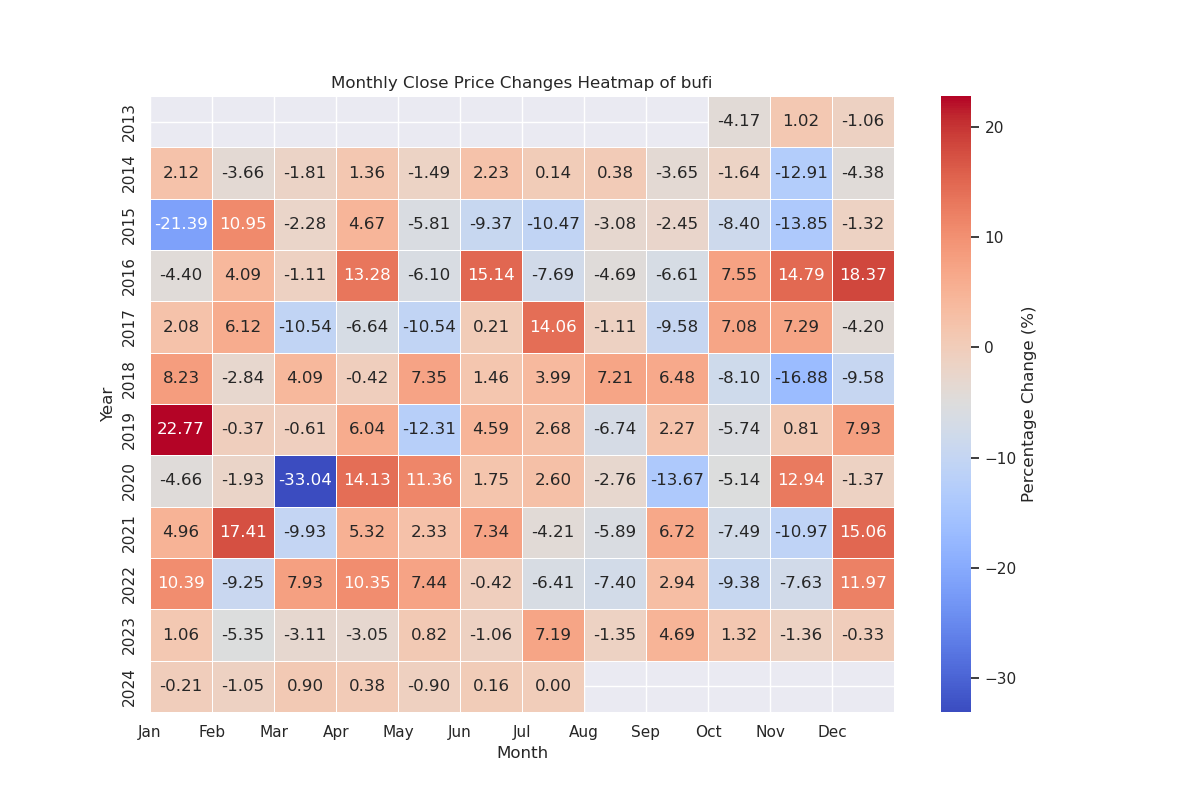 Monthly Close Price Changes Heatmap of bufi
2013 -4.17 1.02 -1.06
2014 2.12 -3.66 -1.81 1.36 -1.49 2.23 0.14 0.38 -3.65 -1.64 -12.91 -4.38
2015 -21.39 10.95 -2.28 4.67 -5.81 -9.37 -10.47 -3.08 -2.45 -8.40 -13.85 -1.32
2016 -4.40 4.09 -1.11 13.28 -6.10 15.14 -7.69 -4.69 -6.61 7.55 14.79 18.37
2017 2.08 6.12 -10.54 -6.64 -10.54 0.21 14.06 -1.11 -9.58 7.08 7.29 -4.20
2018 8.23 -2.84 4.09 -0.42 7.35 1.46 3.99 7.21 6.48 -8.10 -16.88 -9.58
2019 22.77 -0.37 -0.61 6.04 -12.31 4.59 2.68 -6.74 2.27 -5.74 0.81 7.93
2020 -4.66 -1.93 -33.04 14.13 11.36 1.75 2.60 -2.76 -13.67 -5.14 12.94 -1.37
2021 4.96 17.41 -9.93 5.32 2.33 7.34 -4.21 -5.89 6.72 -7.49 -10.97 15.06
2022 10.39 -9.25 7.93 10.35 7.44 -0.42 -6.41 -7.40 2.94 -9.38 -7.63 11.97
2023 1.06 -5.35 -3.11 -3.05 0.82 -1.06 7.19 -1.35 4.69 1.32 -1.36 -0.33
2024 -0.21 -1.05 0.90 0.38 -0.90 0.16 0.00
Jan Feb Mar Apr May Jun Jul Aug Sep Oct Nov Dec
Month
Year
20
10
0
−10
−20
−30
Percentage Change (%)